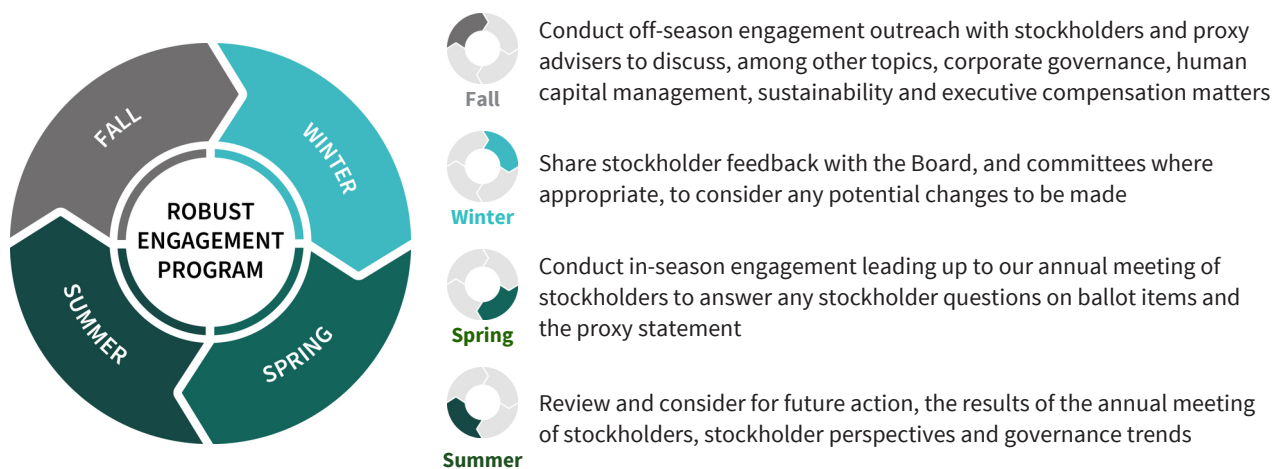 FALL
WINTER
SUMMER
SPRING
ROBUST
ENGAGEMENT
PROGRAM
Fall
Conduct off-season engagement outreach with stockholders and proxy
advisers to discuss, among other topics, corporate governance, human
capital management, sustainability and executive compensation matters
Winter
Share stockholder feedback with the Board, and committees where
appropriate, to consider any potential changes to be made
Spring
Conduct in-season engagement leading up to our annual meeting of
stockholders to answer any stockholder questions on ballot items and
the proxy statement
Summer
Review and consider for future action, the results of the annual meeting
of stockholders, stockholder perspectives and governance trends